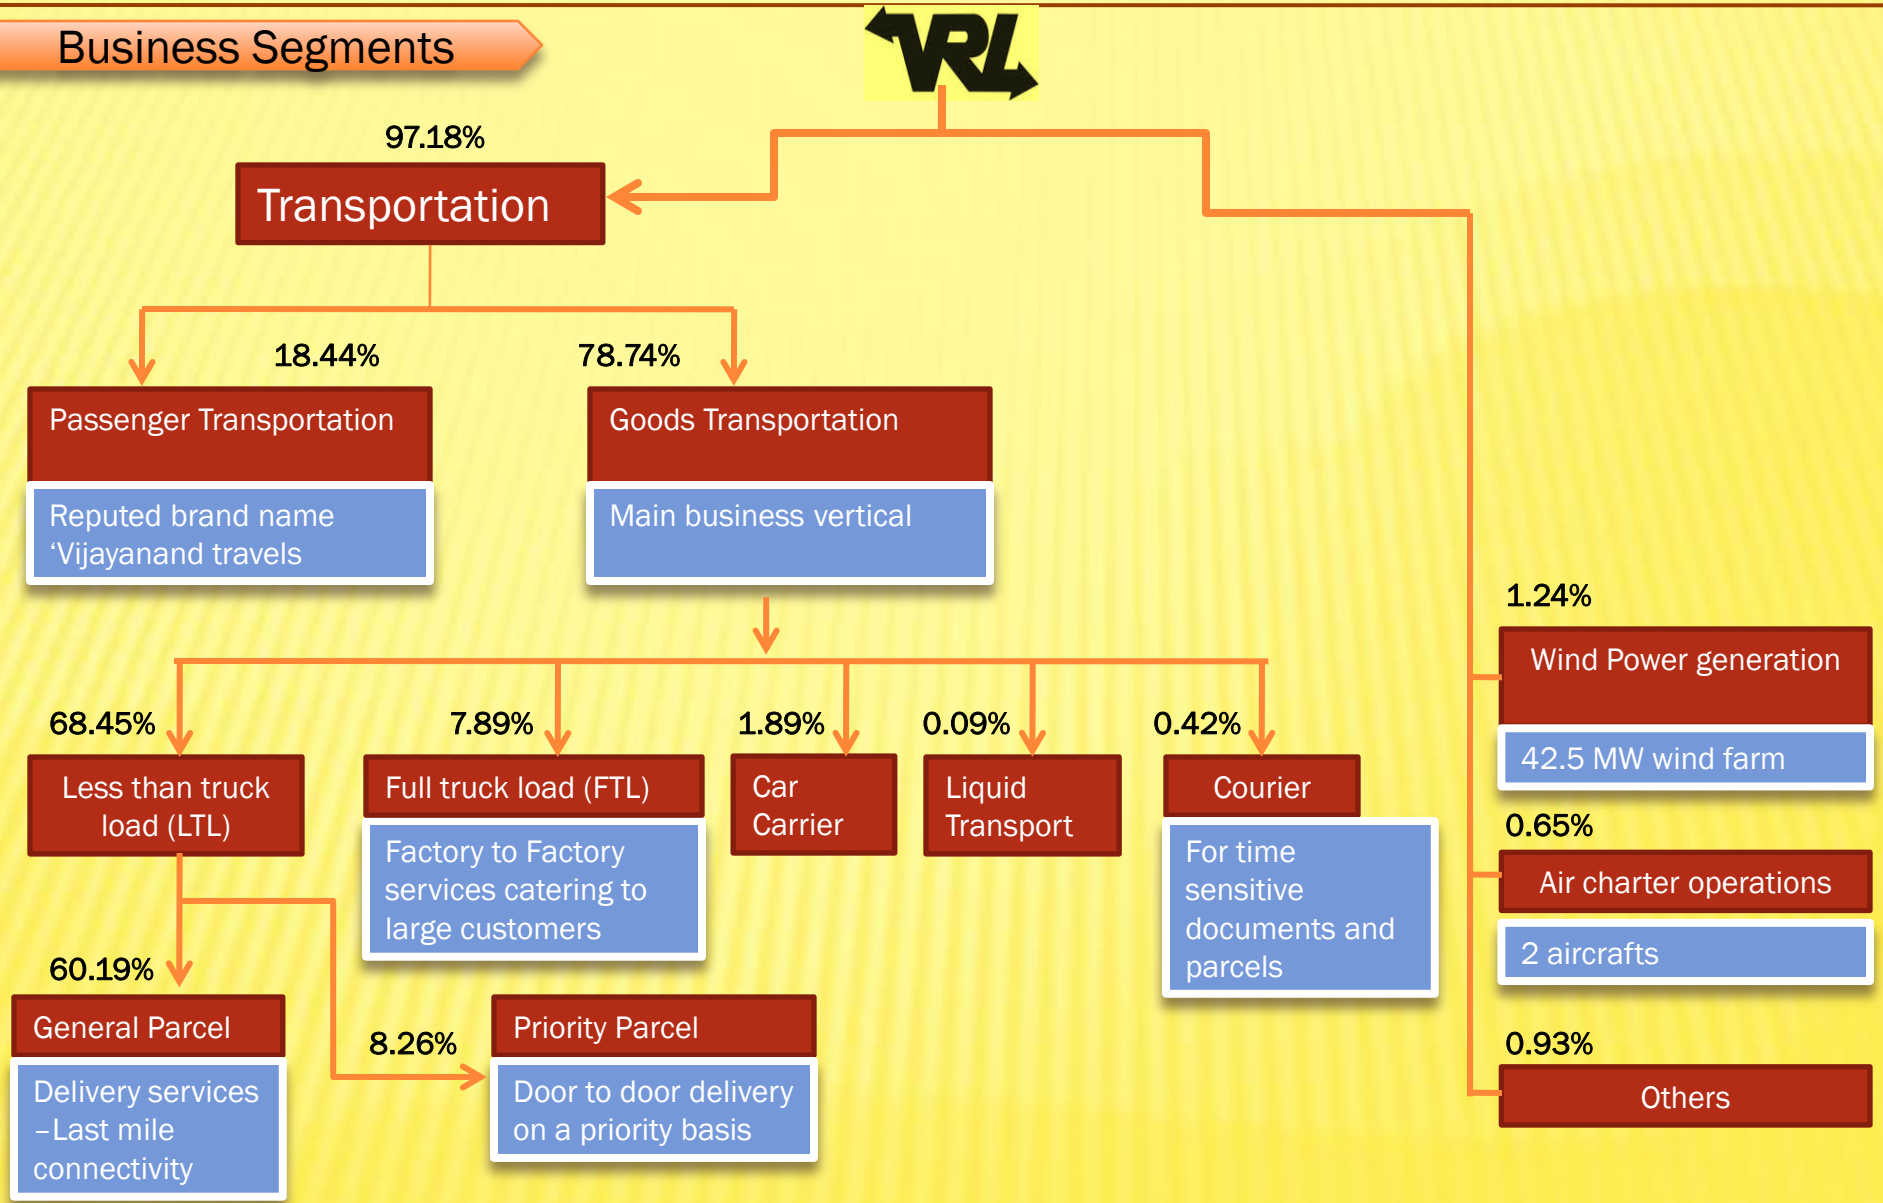 Business Segments
VRL
97.18%
Transportation
18.44%
78.74%
Passenger Transportation
Reputed brand name
‘Vijayanand travels
Goods Transportation
Main business vertical
68.45%
Less than truck
load (LTL)
7.89%
Full truck load (FTL)
Factory to Factory
services catering to
large customers
1.89%
Car
Carrier
0.09%
Liquid
Transport
0.42%
Courier
For time
sensitive
documents and
parcels
60.19%
General Parcel
Delivery services
–Last mile
connectivity
8.26%
Priority Parcel
Door to door delivery
on a priority basis
1.24%
Wind Power generation
42.5 MW wind farm
0.65%
Air charter operations
2 aircrafts
0.93%
Others